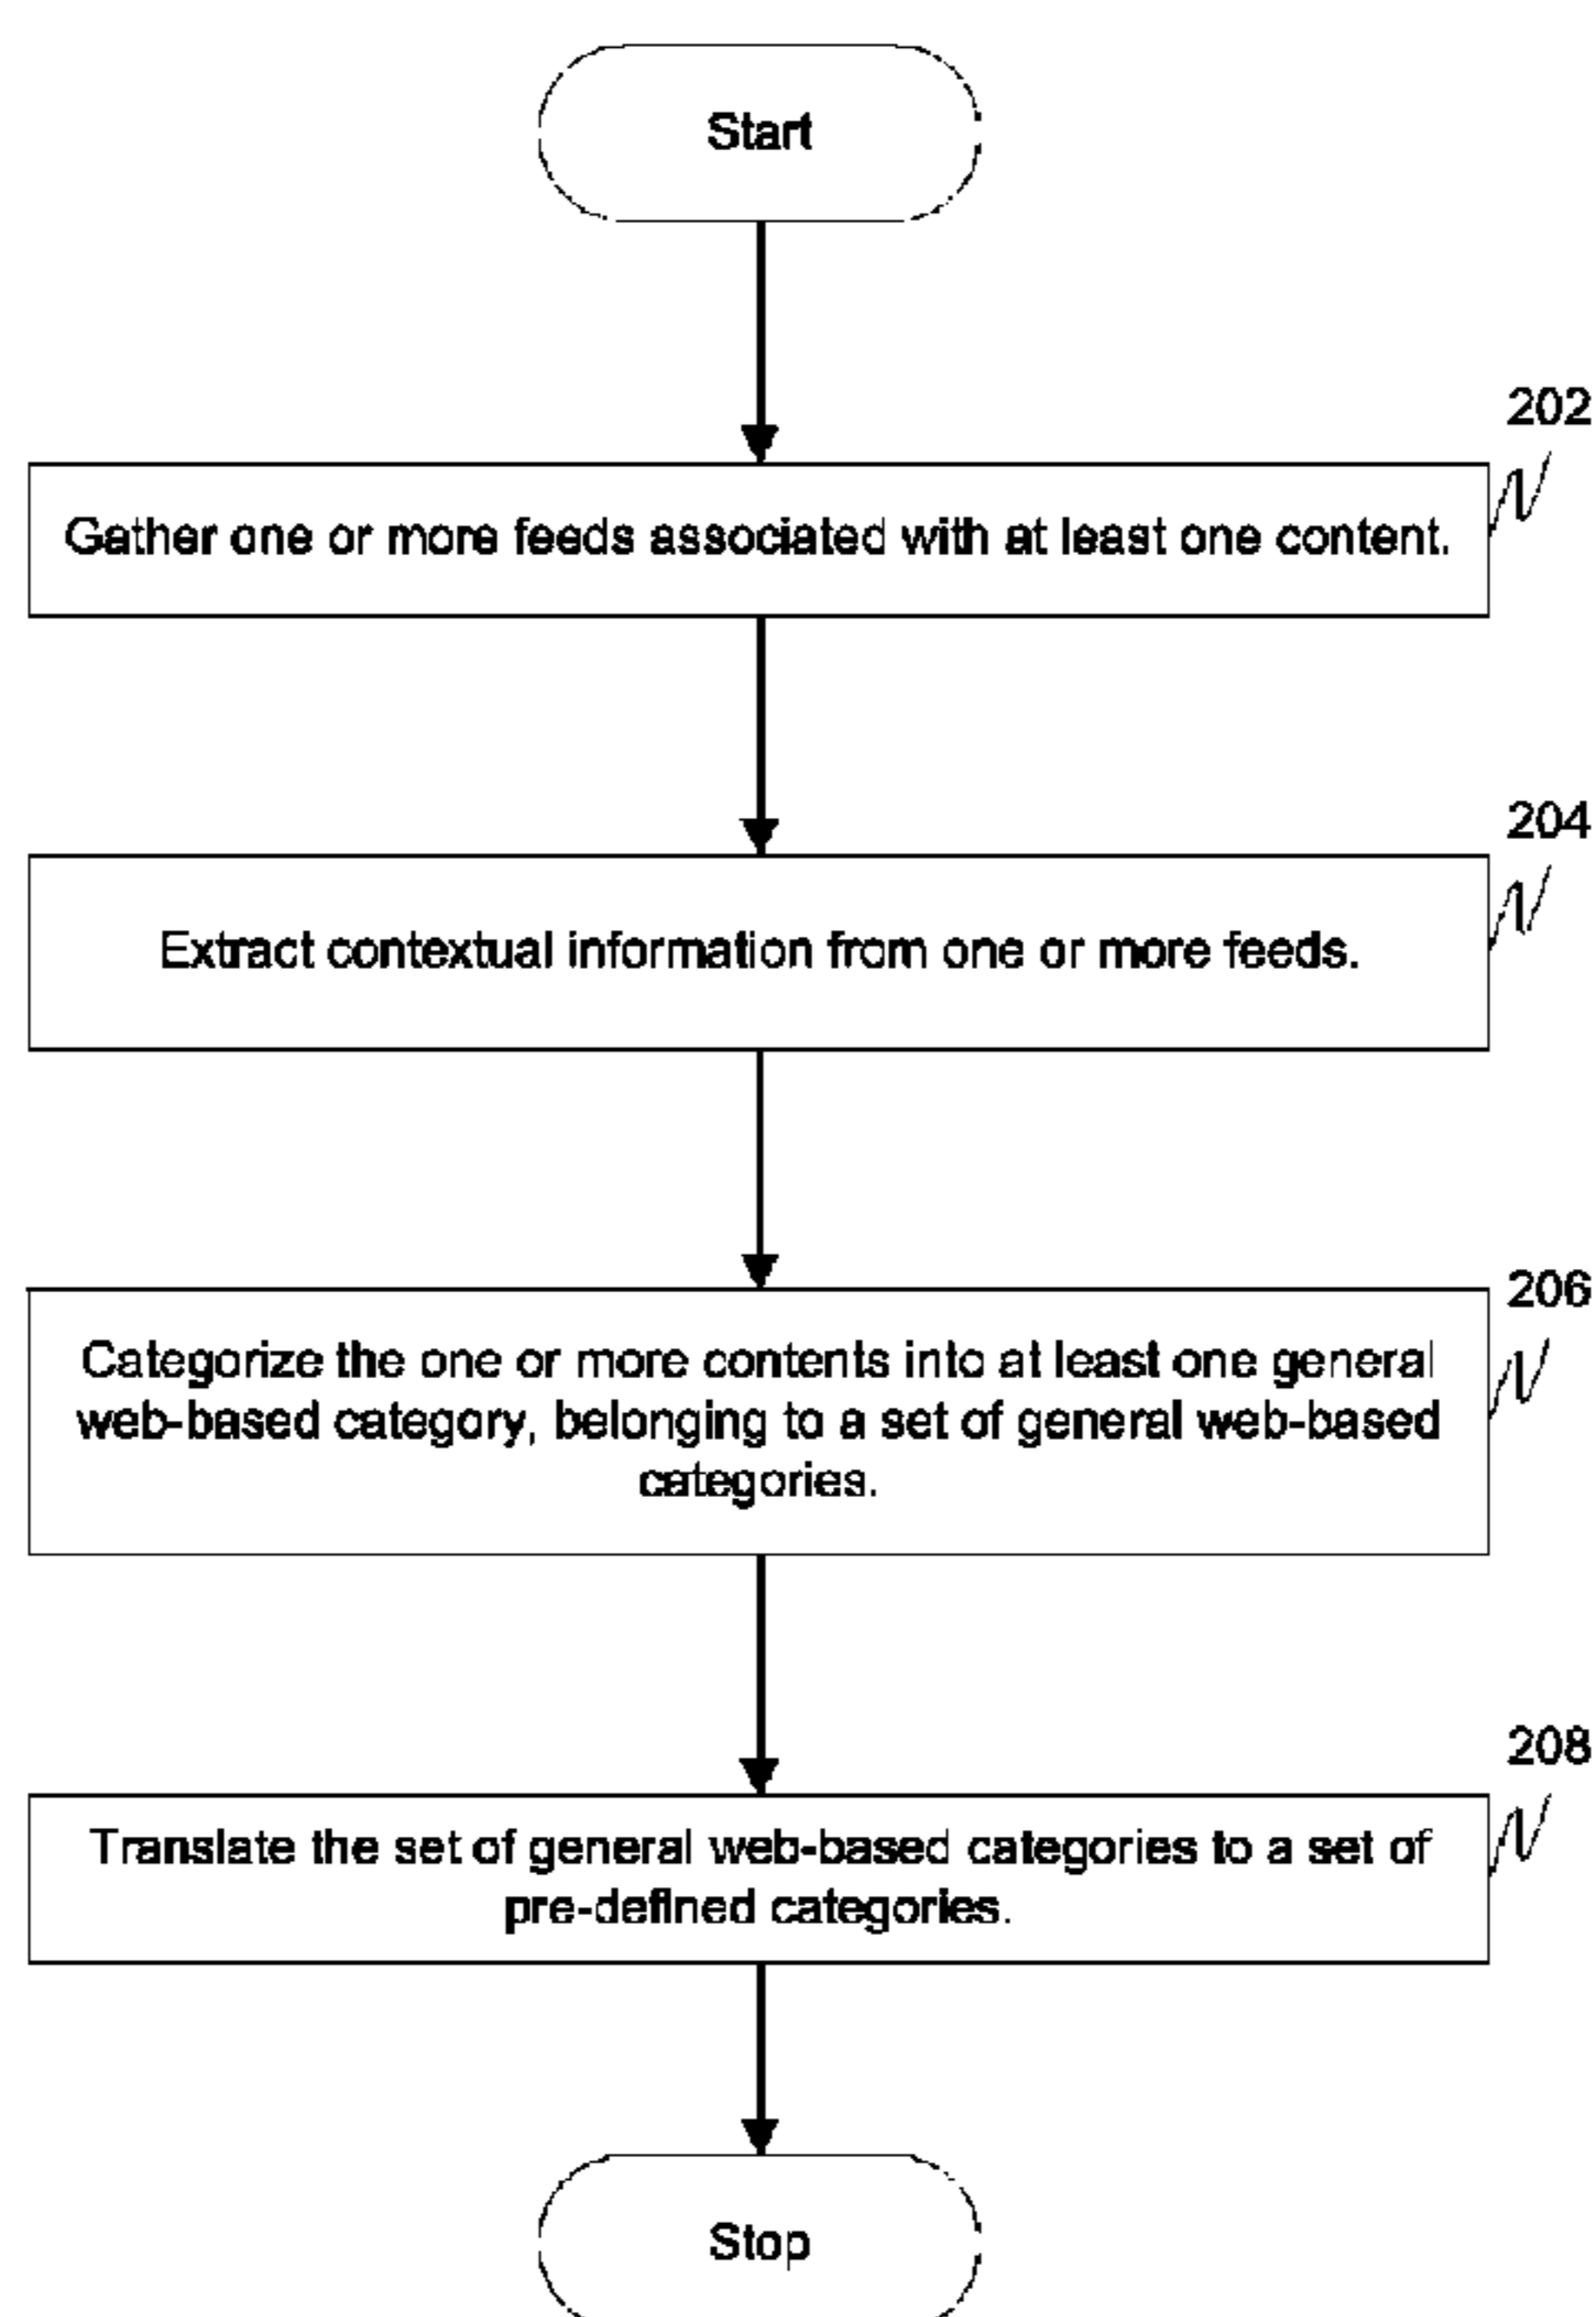 Start
202
Gather one or more feeds associated with at least one content.
204
Extract contextual information from one or more feeds.
206
Categorize the one or more contents into at least one general
web-based category, belonging to a set of general web-based
categories.
208
Translate the set of general web-based categories to a set of
pre-defined categories.
Stop